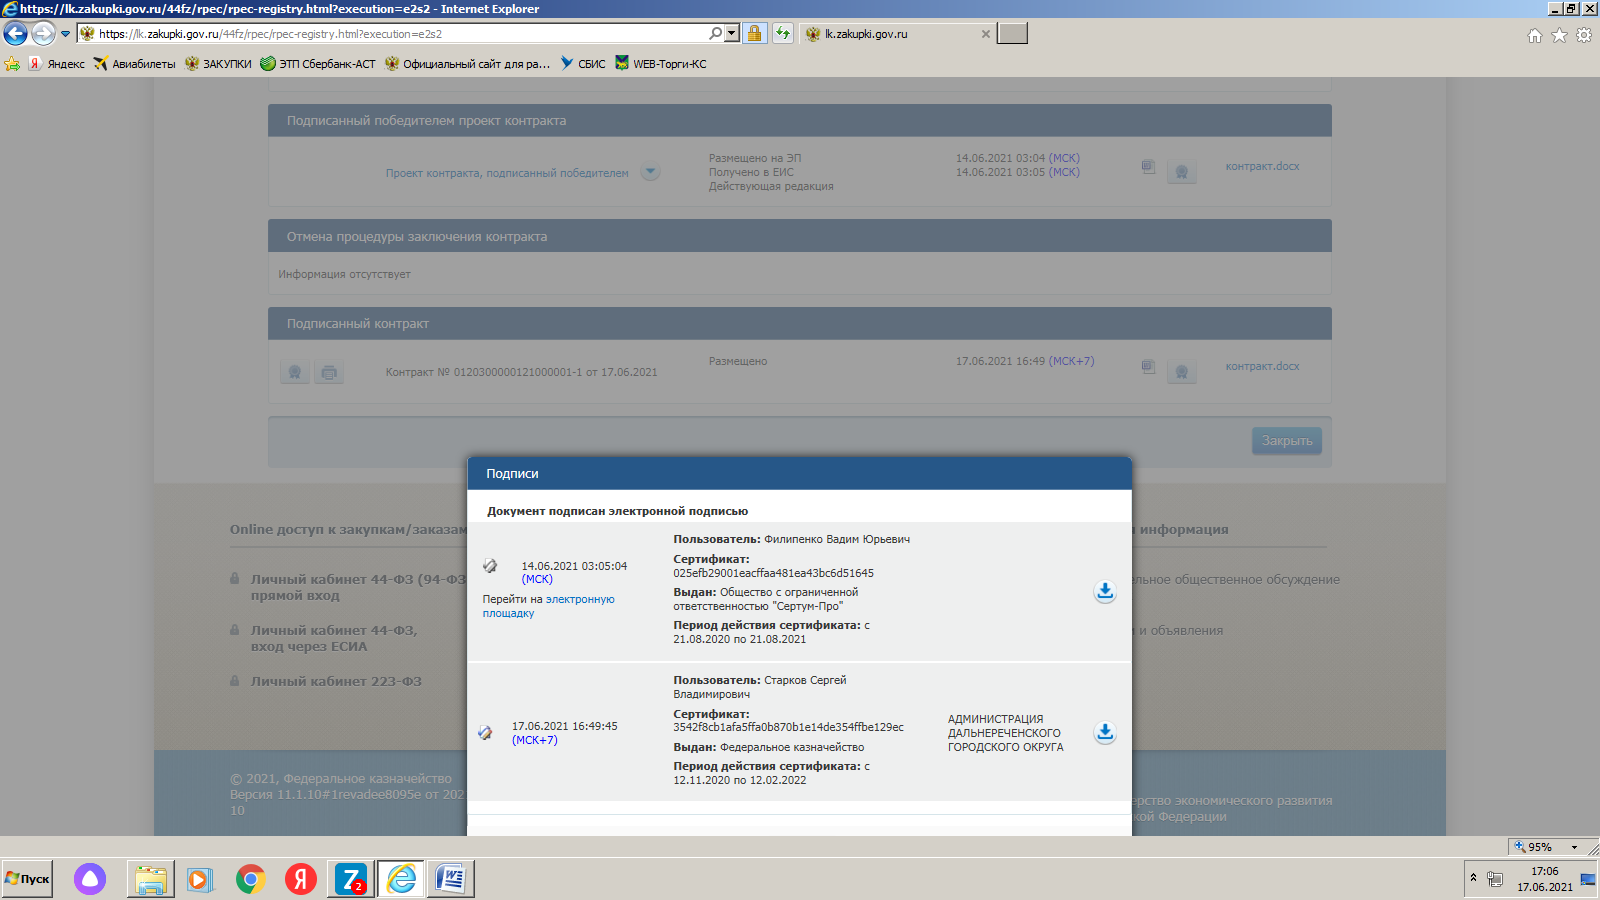 https://lk.zakupki.gov.ru/44fz/rpec/rpec-registry.html?execution=e2s2 - Internet Explorer
https://lk.zakupki.gov.ru/44fz/rpec/rpec-registry.html?execution=e2s2
lk.zakupki.gov.ru
Яндекс
Авиабилеты
ЗАКУПКИ
ЭТП Сбербанк-АСТ
Официальный сайт для ра...
СБИС
WEB-Торги-КС
Подписанный победителем проект контракта
Проект контракта, подписанный победителем
Размещено на ЭП
Получено в ЕИС
Действующая редакция
14.06.2021 03:04 (МСК)
14.06.2021 03:05 (МСК)
контракт.docx
Отмена процедуры заключения контракта
Информация отсутствует
Подписанный контракт
Контракт № 0120300000121000001-1 от 17.06.2021
Размещено
17.06.2021 16:49 (МСК+7)
контракт.docx
Закрыть
Подписи
Документ подписан электронной подписью
14.06.2021 03:05:04
(МСК)
Перейти на электронную
площадку
Пользователь: Филипенко Вадим Юрьевич
Сертификат:
025efb29001eacffaa481ea43bc6d51645
Выдан: Общество с ограниченной
ответственностью "Сертум-Про"
Период действия сертификата: с
21.08.2020 по 21.08.2021
17.06.2021 16:49:45
(МСК+7)
Пользователь: Старков Сергей
Владимирович
Сертификат:
3542f8cb1afa5ffa0b870b1e14de354ffbe129ec
Выдан: Федеральное казначейство
Период действия сертификата: с
12.11.2020 по 12.02.2022
АДМИНИСТРАЦИЯ
ДАЛЬНЕРЕЧЕНСКОГО
ГОРОДСКОГО ОКРУГА
Online доступ к закупкам/заказам
Личный кабинет 44-ФЗ (94-ФЗ
прямой вход
Личный кабинет 44-ФЗ,
вход через ЕСИА
Личный кабинет 223-ФЗ
информация
льное общественное обсуждение
и объявления
© 2021, Федеральное казначейство
Версия 11.1.10#1revadee8095e от 202
10
рство экономического развития
кой Федерации
95%
Пуск
2
17:06
17.06.2021